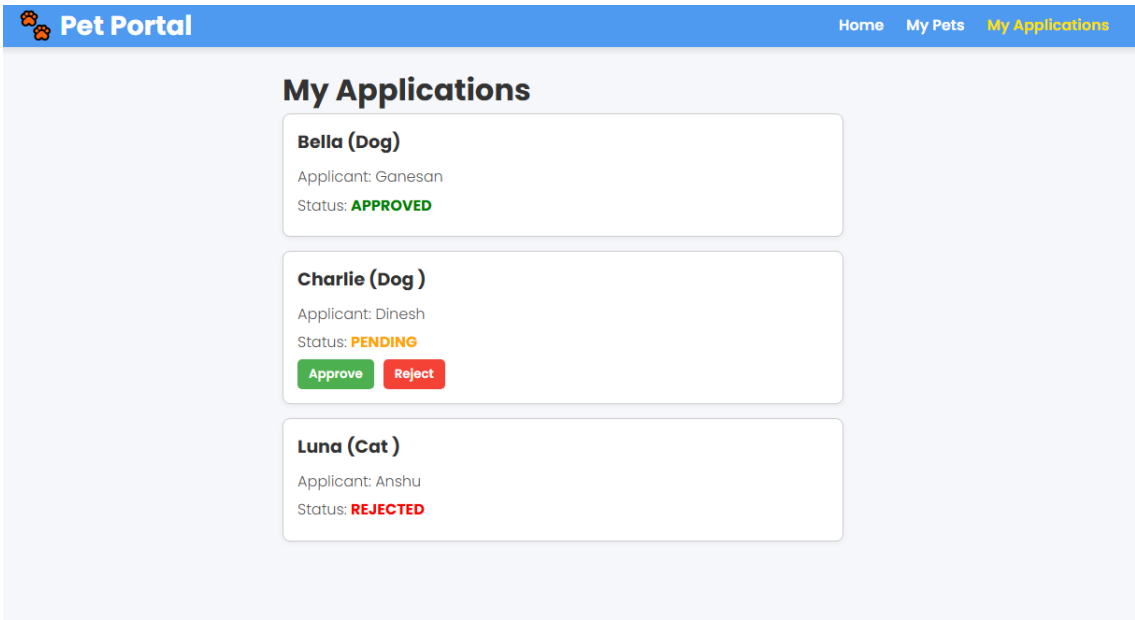 Pet Portal
Home My Pets My Applications
My Applications
Bella (Dog)
Applicant: Ganesan
Status: APPROVED
Charlie (Dog )
Applicant: Dinesh
Status: PENDING
Approve Reject
Luna (Cat )
Applicant: Anshu
Status: REJECTED